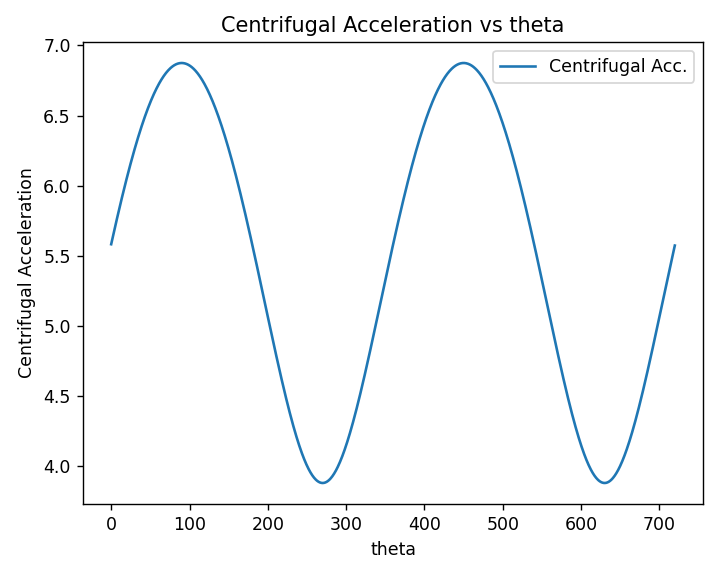 Centrifugal Acceleration vs theta
Centrifugal Acc.
Centrifugal Acceleration
7.0
6.5
6.0
5.5
5.0
4.5
4.0
0 100 200 300 400 500 600 700
theta